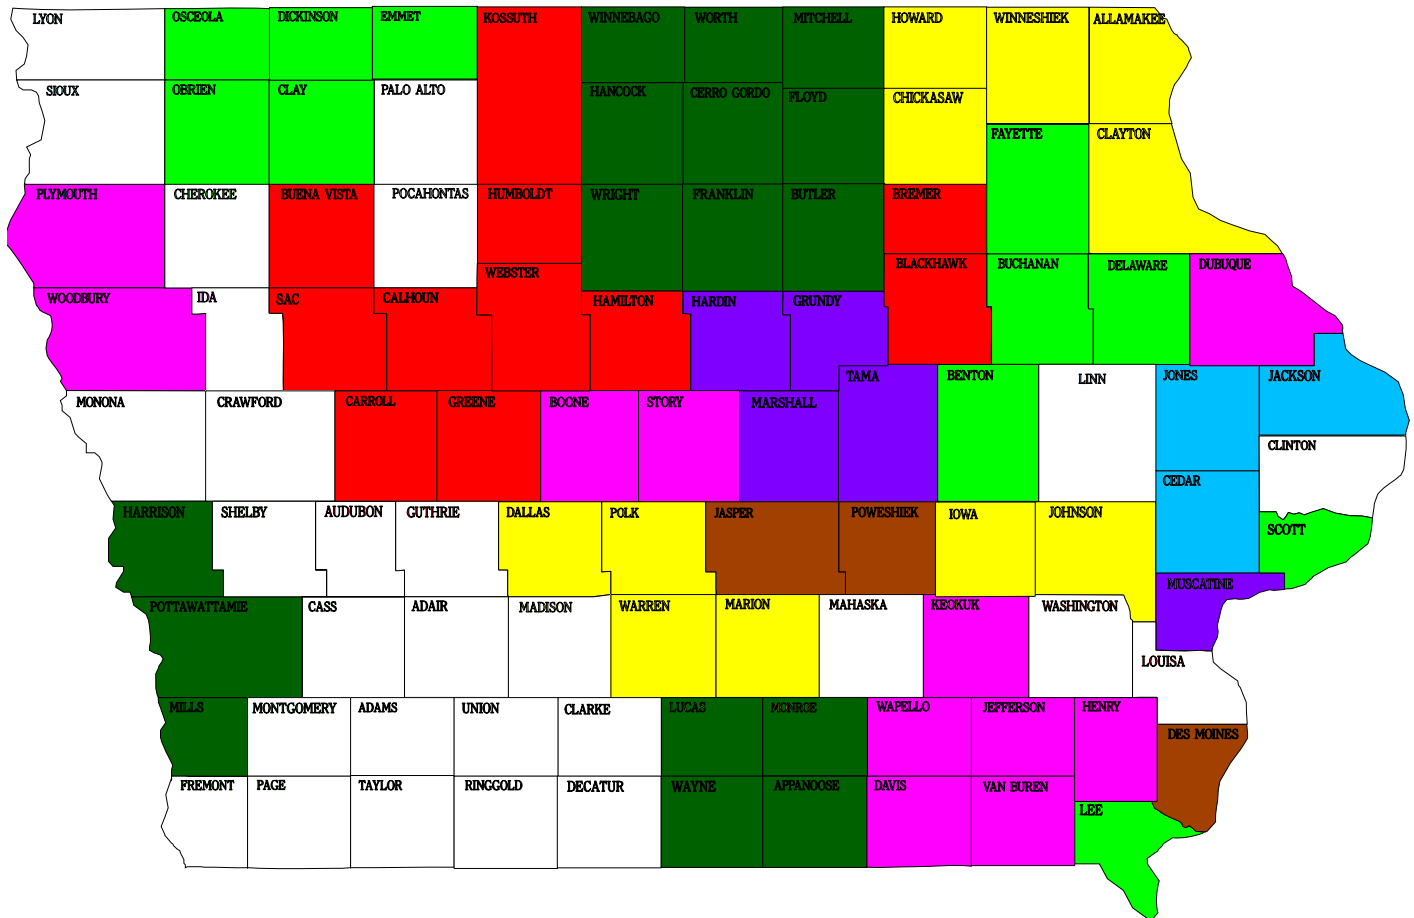 LYON
OSCEOLA
DICKINSON
EMMET
KOSSUTH
WINNEBAGO
WORTH
MITCHELL
HOWARD
WINNESHIEK
ALLAMAKEE
SIOUX
OBRIEN
CLAY
PALO ALTO
HANCOCK
CERRO GORDO
FLOYD
CHICKASAW
FAYETTE
CLAYTON
PLYMOUTH
CHEROKEE
BUENA VISTA
POCAHONTAS
HUMBOLDT
WRIGHT
FRANKLIN
BUTLER
BREMER
WEBSTER
BLACKHAWK
BUCHANAN
DELAWARE
DUBUQUE
WOODBURY
IDA
SAC
CALHOUN
HAMILTON
HARDIN
GRUNDY
TAMA
BENTON
LINN
JONES
JACKSON
MONONA
CRAWFORD
CARROLL
GREENE
BOONE
STORY
MARSHALL
CLINTON
CEDAR
HARRISON
SHELBY
AUDUBON
GUTHRIE
DALLAS
POLK
JASPER
POWESHIEK
IOWA
JOHNSON
SCOTT
MUSCATINE
POTTAWATTAMIE
CASS
ADAIR
MADISON
WARREN
MARION
MAHASKA
KEOKUK
WASHINGTON
LOUISA
MILLS
MONTGOMERY
ADAMS
UNION
CLARKE
LUCAS
MONROE
WAPELLO
JEFFERSON
HENRY
DES MOINES
FREMONT
PAGE
TAYLOR
RINGGOLD
DECATUR
WAYNE
APPANOOSE
DAVIS
VAN BUREN
LEE